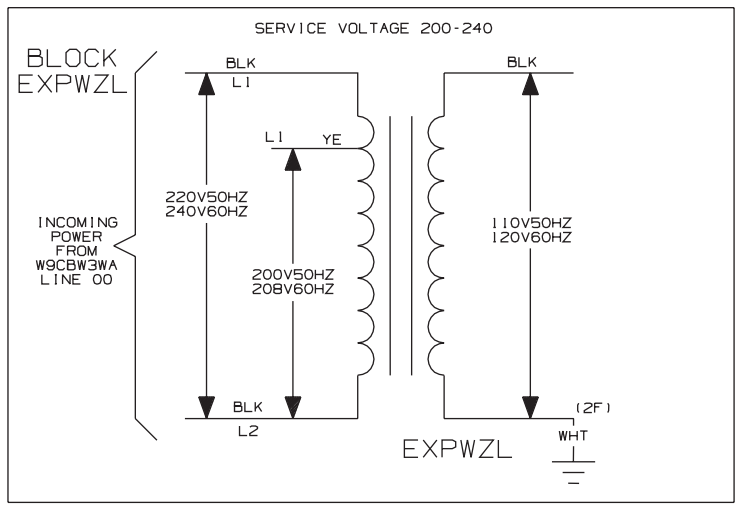 SERVICE VOLTAGE 200-240
BLOCK
EXPWZL
BLK
L1
BLK
L1
YE
220V50HZ
240V60HZ
110V50HZ
120V60HZ
INCOMING
POWER
FROM
W9CBW3WA
LINE 00
200V50HZ
208V60HZ
BLK
L2
(2F)
WHT
EXPWZL